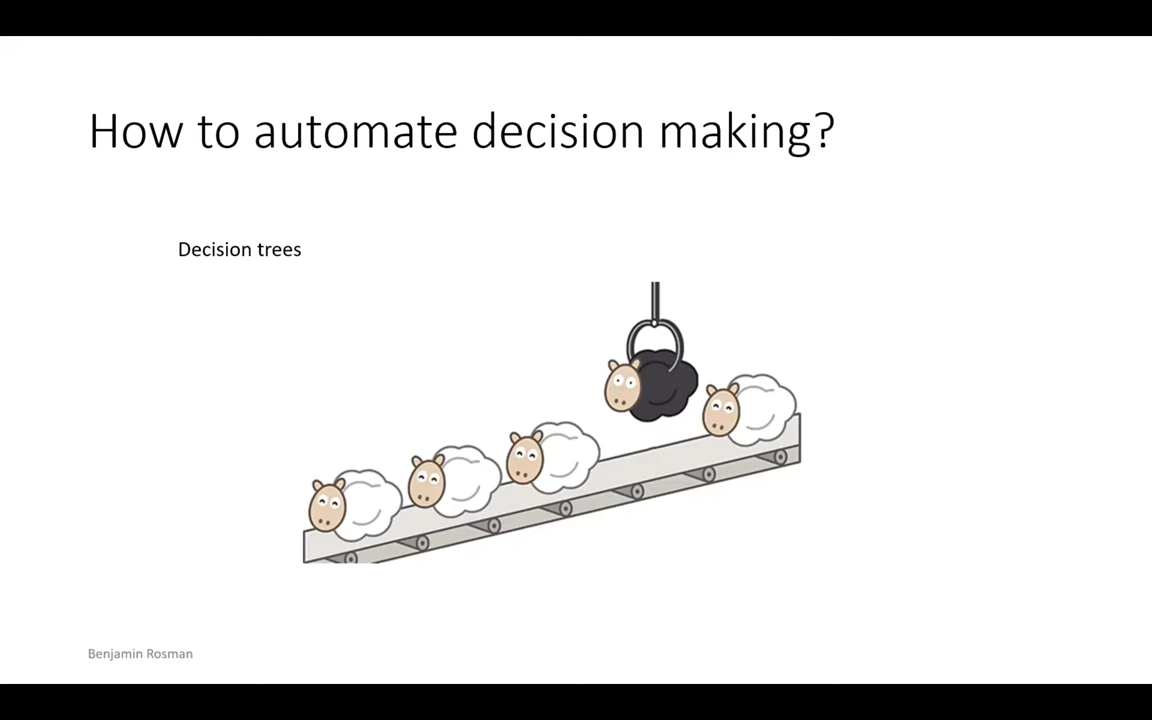 How to automate decision making?
Decision trees
Benjamin Rosman